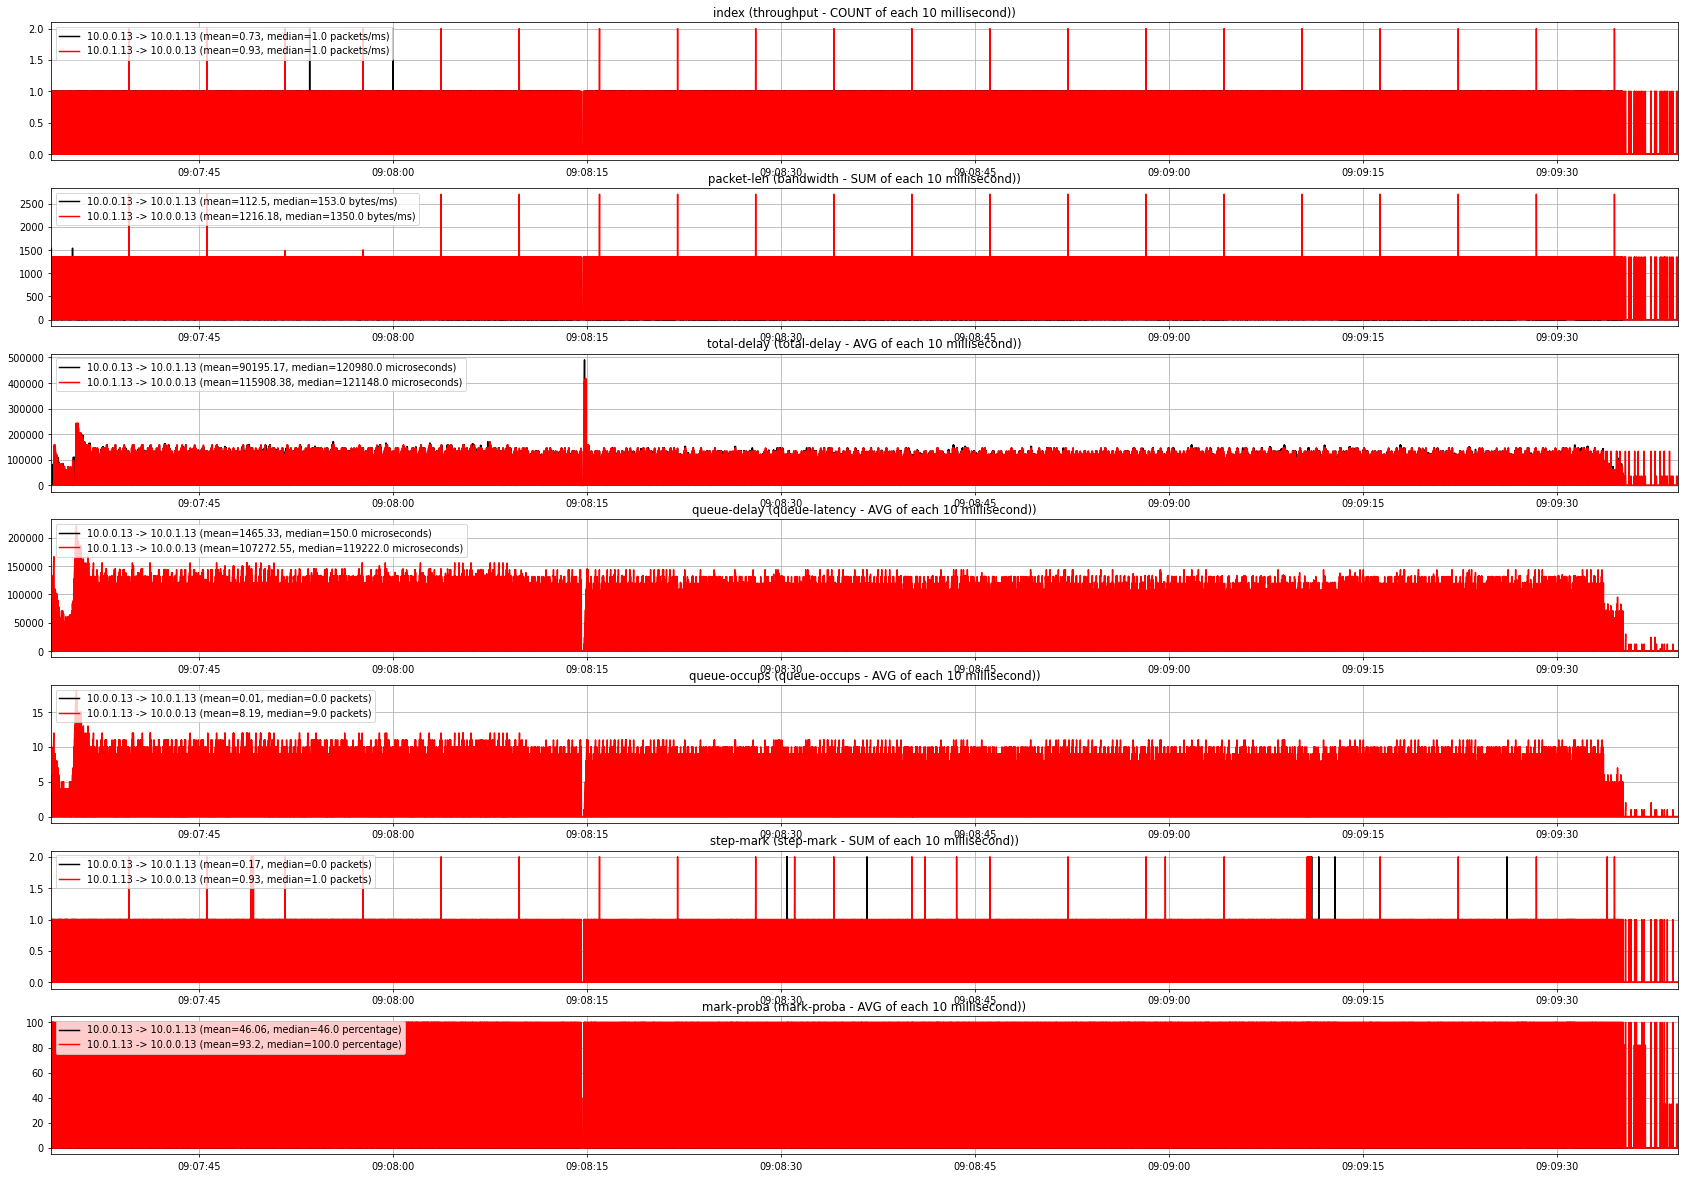 index (throughput - COUNT of each 10 millisecond))
10.0.0.13 -> 10.0.1.13 (mean=0.73, median=1.0 packets/ms)
10.0.1.13 -> 10.0.0.13 (mean=0.93, median=1.0 packets/ms)
2.0
1.5
1.0
0.5
0.0
09:07:45 09:08:00 09:08:15 09:08:30 09:08:45 09:09:00 09:09:15 09:09:30
packet-len (bandwidth - SUM of each 10 millisecond))
10.0.0.13 -> 10.0.1.13 (mean=112.5, median=153.0 bytes/ms)
10.0.1.13 -> 10.0.0.13 (mean=1216.18, median=1350.0 bytes/ms)
2500
2000
1500
1000
500
0
09:07:45 09:08:00 09:08:15 09:08:30 09:08:45 09:09:00 09:09:15 09:09:30
total-delay (total-delay - AVG of each 10 millisecond))
10.0.0.13 -> 10.0.1.13 (mean=90195.17, median=120980.0 microseconds)
10.0.1.13 -> 10.0.0.13 (mean=115908.38, median=121148.0 microseconds)
500000
400000
300000
200000
100000
0
09:07:45 09:08:00 09:08:15 09:08:30 09:08:45 09:09:00 09:09:15 09:09:30
queue-delay (queue-latency - AVG of each 10 millisecond))
10.0.0.13 -> 10.0.1.13 (mean=1465.33, median=150.0 microseconds)
10.0.1.13 -> 10.0.0.13 (mean=107272.55, median=119222.0 microseconds)
200000
150000
100000
50000
0
09:07:45 09:08:00 09:08:15 09:08:30 09:08:45 09:09:00 09:09:15 09:09:30
queue-occups (queue-occups - AVG of each 10 millisecond))
10.0.0.13 -> 10.0.1.13 (mean=0.01, median=0.0 packets)
10.0.1.13 -> 10.0.0.13 (mean=8.19, median=9.0 packets)
15
10
5
0
09:07:45 09:08:00 09:08:15 09:08:30 09:08:45 09:09:00 09:09:15 09:09:30
step-mark (step-mark - SUM of each 10 millisecond))
10.0.0.13 -> 10.0.1.13 (mean=0.17, median=0.0 packets)
10.0.1.13 -> 10.0.0.13 (mean=0.93, median=1.0 packets)
2.0
1.5
1.0
0.5
0.0
09:07:45 09:08:00 09:08:15 09:08:30 09:08:45 09:09:00 09:09:15 09:09:30
mark-proba (mark-proba - AVG of each 10 millisecond))
10.0.0.13 -> 10.0.1.13 (mean=46.06, median=46.0 percentage)
10.0.1.13 -> 10.0.0.13 (mean=93.2, median=100.0 percentage)
100
80
60
40
20
0
09:07:45 09:08:00 09:08:15 09:08:30 09:08:45 09:09:00 09:09:15 09:09:30